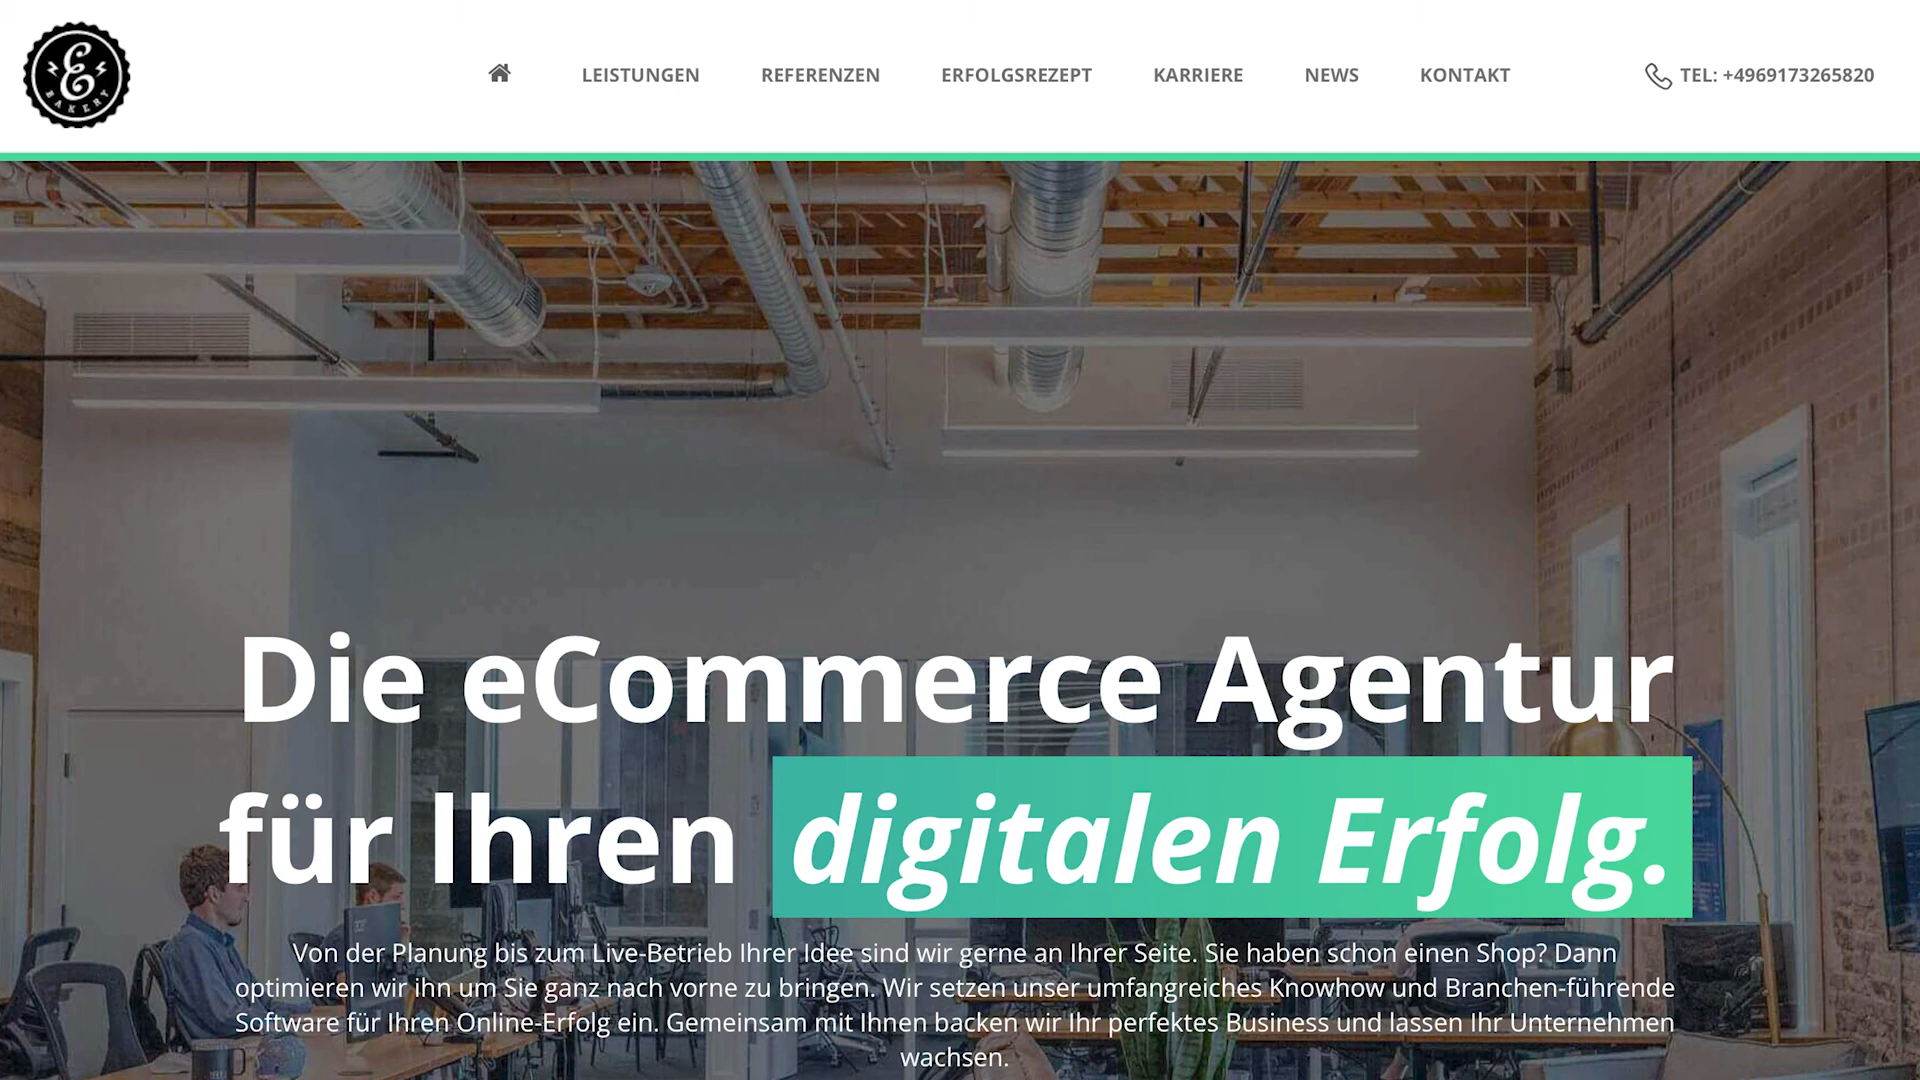 E
BAKERY
LEISTUNGEN
REFERENZEN
ERFOLGSREZEPT
KARRIERE
NEWS
KONTAKT
TEL: +4969173265820
Die eCommerce Agentur
für Ihren digitalen Erfolg.
Von der Planung bis zum Live-Betrieb Ihrer Idee sind wir gerne an Ihrer Seite. Sie haben schon einen Shop? Dann
optimieren wir ihn um Sie ganz nach vorne zu bringen. Wir setzen unser umfangreiches Knowhow und Branchen-führende
Software für Ihren Online-Erfolg ein. Gemeinsam mit Ihnen backen wir Ihr perfektes Business und lassen Ihr Unternehmen
wachsen.